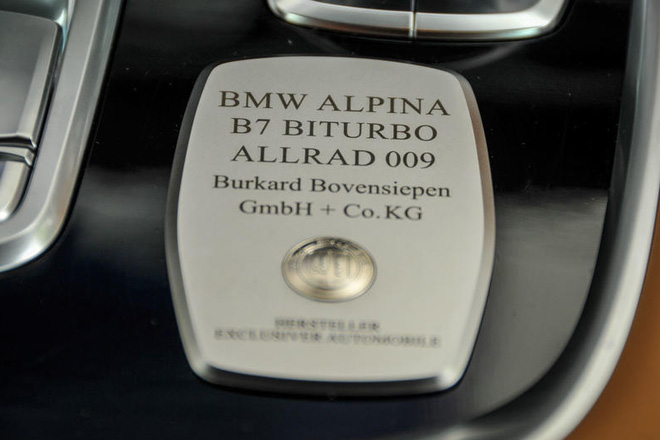 BMW ALPINA
B7 BITURBO
ALLRAD 009
Burkard Bovensiepen
GmbH + Co. KG
HERSTELLER
EXCLUSIVER AUTOMOBILE